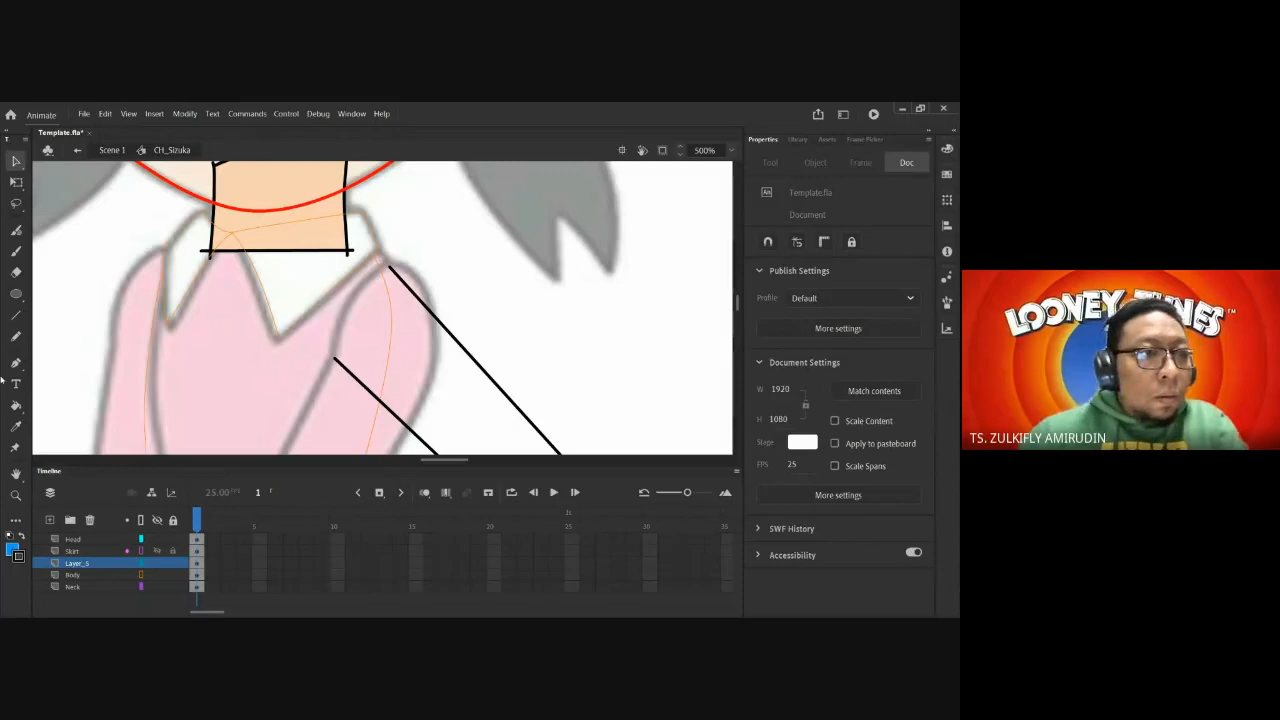 Animate File Edit View Insert Modify Text Commands Control Debug Window Help
Template.fla* ×
Properties Library Assets Frame Picker
Scene 1 CH_Sizuka 500%
Tool Object Frame Doc
Template.fla
Document
Publish Settings
Profile Default
More settings
Document Settings
W 1920 Match contents
H 1080 Scale Content
Stage Apply to pasteboard
FPS 25 Scale Spans
More settings
SWF History
Accessibility
Timeline
25.00 FPS 1 F
1s
5 10 15 20 25 30 35
Head
Skirt
Layer_5
Body
Neck
LOONEY TUNES™
TS. ZULKIFLY AMIRUDIN